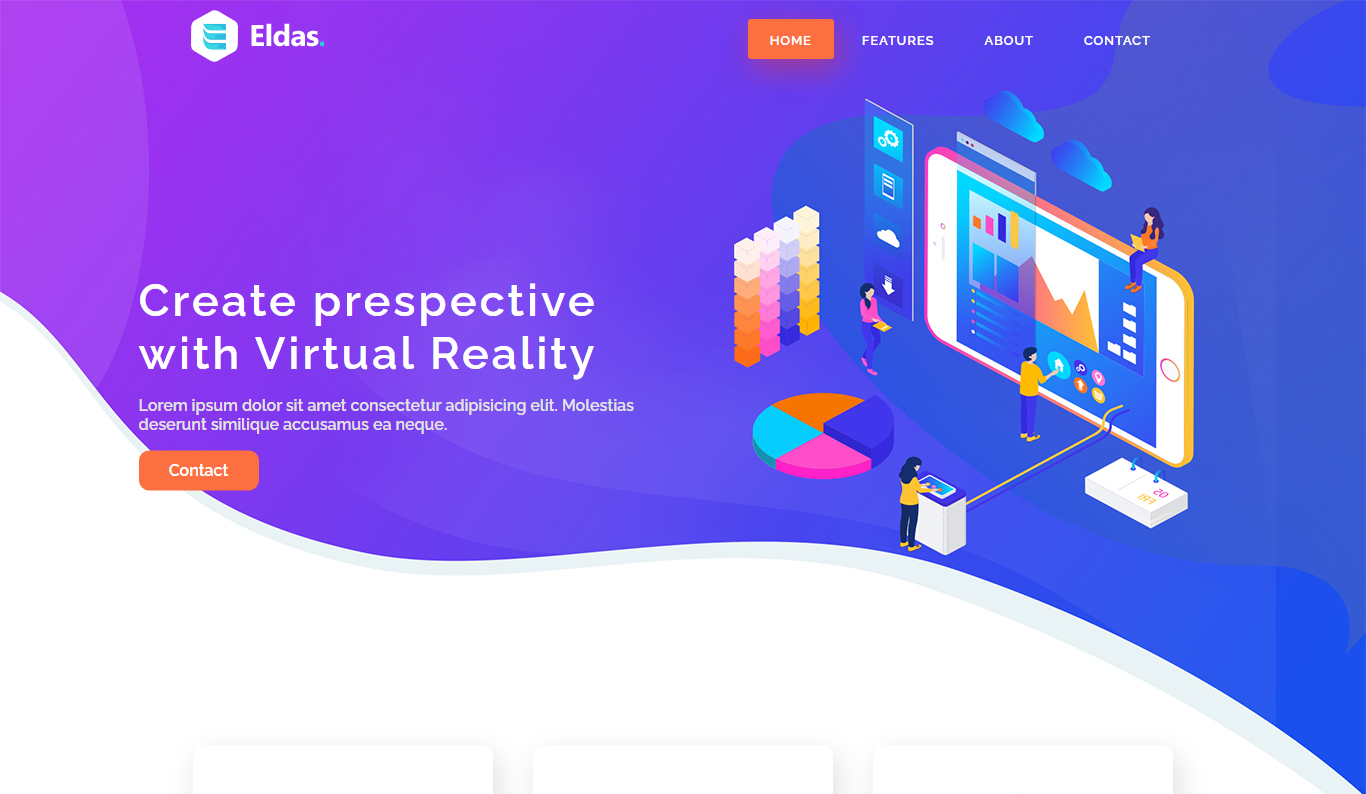 Eldas.
HOME
FEATURES
ABOUT
CONTACT
Create prespective
with Virtual Reality
Lorem ipsum dolor sit amet consectetur adipisicing elit. Molestias
deserunt similique accusamus ea neque.
Contact
20
FRI